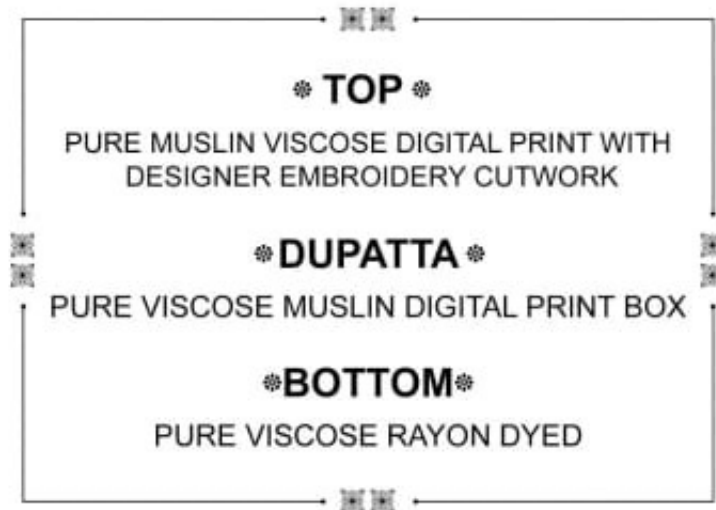 TOP
PURE MUSLIN VISCOSE DIGITAL PRINT WITH
DESIGNER EMBROIDERY CUTWORK
DUPATTA
PURE VISCOSE MUSLIN DIGITAL PRINT BOX
BOTTOM
PURE VISCOSE RAYON DYED